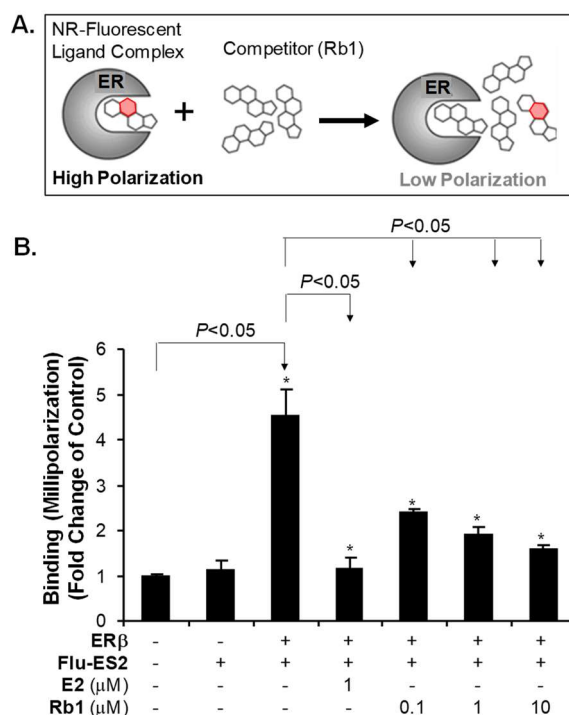 A.
NR-Fluorescent
Ligand Complex
Competitor (Rb1)
ER
+
ER
High Polarization
Low Polarization
B.
P<0.05
P<0.05
P<0.05
Binding (Millipolarization)
(Fold Change of Control)
6
5
4
3
2
1
0
* * * * *
ERβ - - + + + + +
Flu-ES2 - + + + + + +
E2 (μM) - - - 1 - - -
Rb1 (μM) - - - - 0.1 1 10